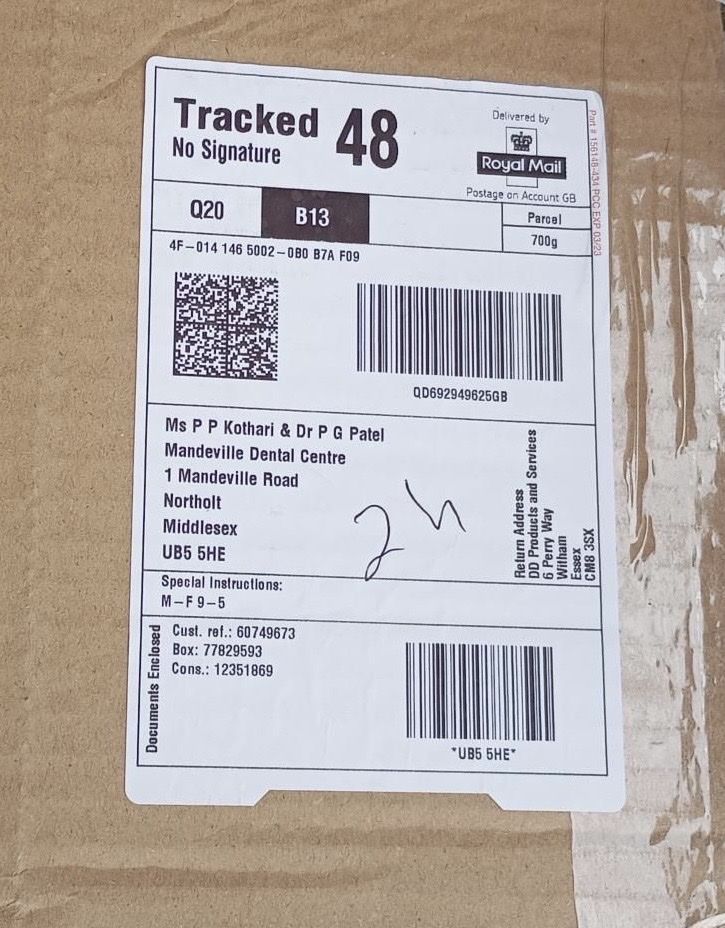 Tracked 48
No Signature
Delivered by
Royal Mail
Postage on Account GB
Part # 156148-434 PCC EXP 03/23
Q20
B13
Parcel
700g
4F-014 146 5002-0B0 B7A F09
QD692949625GB
Ms P P Kothari & Dr P G Patel
Mandeville Dental Centre
1 Mandeville Road
Northolt
Middlesex
UB5 5HE
Return Address
DD Products and Services
6 Perry Way
Witham
Essex
CM8 3SX
Special Instructions:
M-F 9-5
Documents Enclosed
Cust. ref.: 60749673
Box: 77829593
Cons.: 12351869
*UB5 5HE*